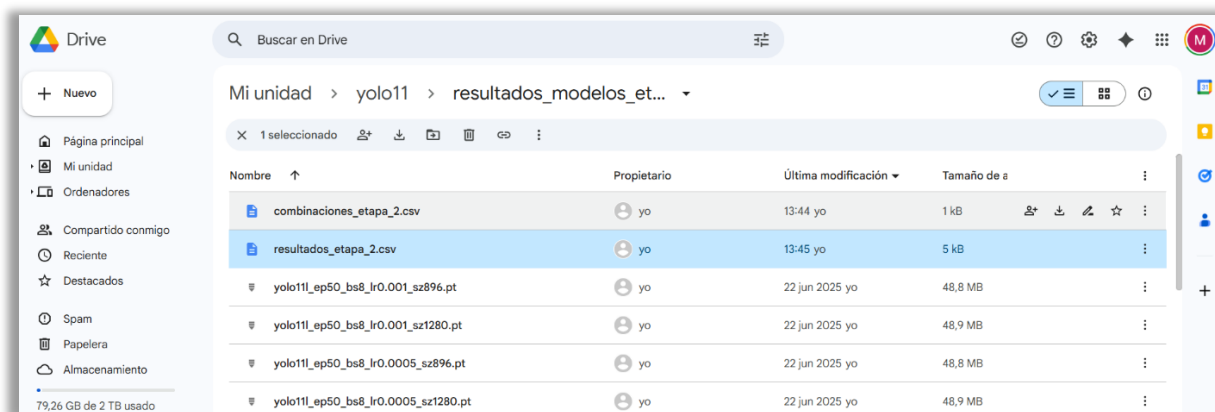 Drive
Buscar en Drive
M
Nuevo
Mi unidad > yolo11 > resultados_modelos_et...
31
1 seleccionado
Página principal
Mi unidad
Ordenadores
Compartido conmigo
Reciente
Destacados
Spam
Papelera
Almacenamiento
79,26 GB de 2 TB usado
Nombre Propietario Última modificación Tamaño de a
combinaciones_etapa_2.csv yo 13:44 yo 1 kB
resultados_etapa_2.csv yo 13:45 yo 5 kB
yolo11l_ep50_bs8_lr0.001_sz896.pt yo 22 jun 2025 yo 48,8 MB
yolo11l_ep50_bs8_lr0.001_sz1280.pt yo 22 jun 2025 yo 48,9 MB
yolo11l_ep50_bs8_lr0.0005_sz896.pt yo 22 jun 2025 yo 48,8 MB
yolo11l_ep50_bs8_lr0.0005_sz1280.pt yo 22 jun 2025 yo 48,9 MB